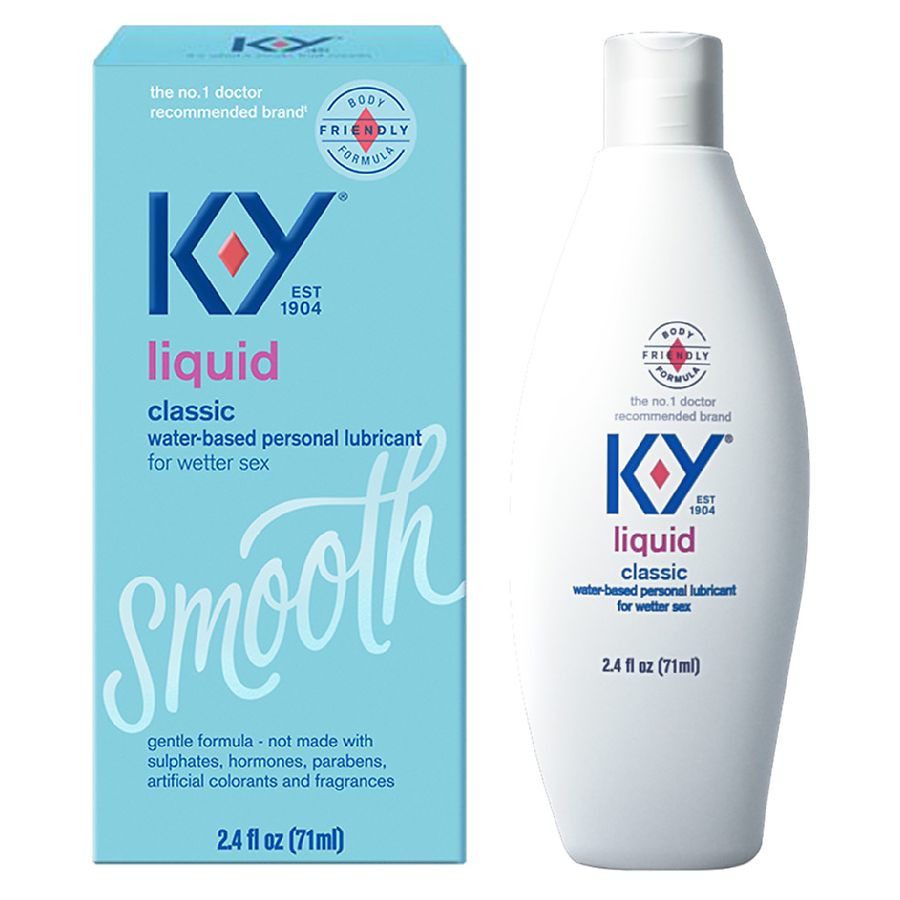 KY
the no.1 doctor
recommended brand†
BODY
FRIENDLY
FORMULA
KY®
EST
1904
liquid
classic
water-based personal lubricant
for wetter sex
smooth
gentle formula - not made with
sulphates, hormones, parabens,
artificial colorants and fragrances
2.4 fl oz (71ml)
BODY
FRIENDLY
FORMULA
the no.1 doctor
recommended brand
KY®
EST
1904
liquid
classic
water-based personal lubricant
for wetter sex
2.4 fl oz (71ml)